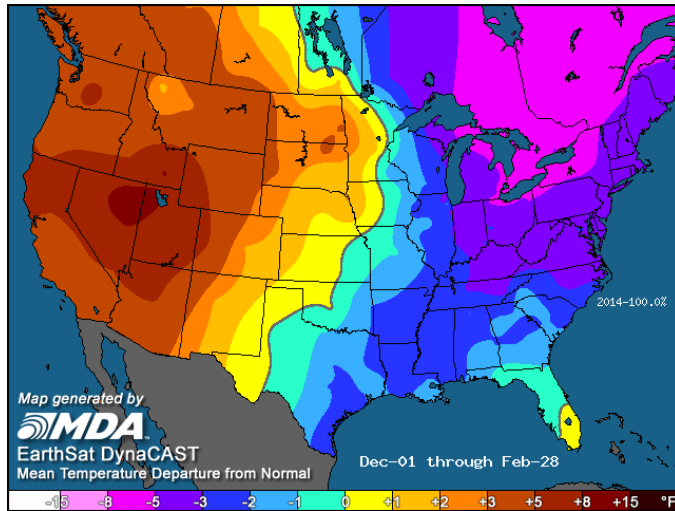 2014-100.0%
Map generated by
MDA
EarthSat DynaCAST
Mean Temperature Departure from Normal
Dec-01 through Feb-28
-15 -8 -5 -3 -2 -1 0 +1 +2 +3 +5 +8 +15 °F